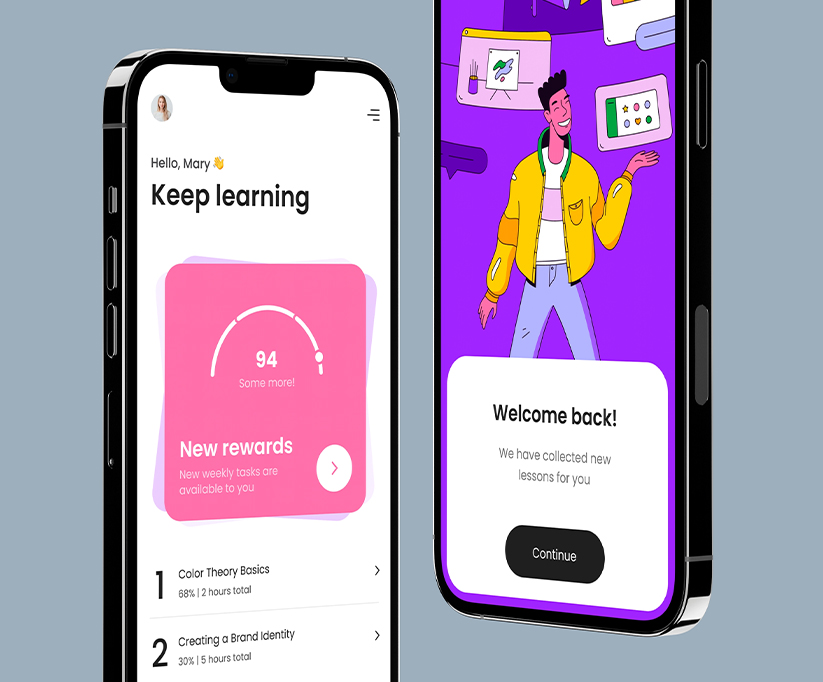 Hello, Mary 👋
Keep learning
94
Some more!
New rewards
New weekly tasks are
available to you
1
Color Theory Basics
68% | 2 hours total
2
Creating a Brand Identity
30% | 5 hours total
Welcome back!
We have collected new
lessons for you
Continue